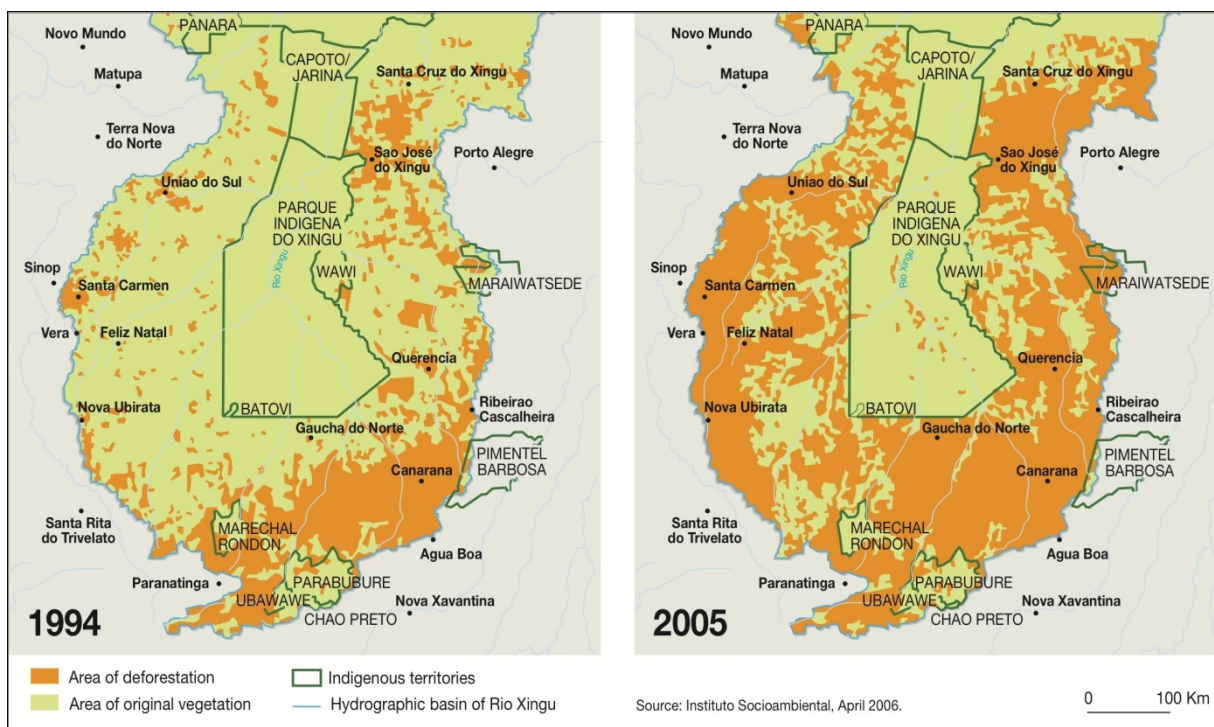 PANARA
Novo Mundo
CAPOTO/
JARINA
Santa Cruz do Xingu
Matupa
Terra Nova
do Norte
Sao José
do Xingu
Porto Alegre
Uniao do Sul
PARQUE
INDIGENA
DO XINGU
Rio Xingu
WAWI
Sinop
MARAIWATSEDE
Santa Carmen
Vera
Feliz Natal
Querencia
Nova Ubirata
BATOVI
Ribeirao
Cascalheira
Gaucha do Norte
PIMENTEL
BARBOSA
Canarana
Santa Rita
do Trivelato
MARECHAL
RONDON
Agua Boa
Paranatinga
PARABUBURE
UBAWAWE
Nova Xavantina
CHAO PRETO
1994
PANARA
Novo Mundo
CAPOTO/
JARINA
Santa Cruz do Xingu
Matupa
Terra Nova
do Norte
Sao José
do Xingu
Porto Alegre
Uniao do Sul
PARQUE
INDIGENA
DO XINGU
Rio Xingu
WAWI
Sinop
MARAIWATSEDE
Santa Carmen
Vera
Feliz Natal
Querencia
Nova Ubirata
BATOVI
Ribeirao
Cascalheira
Gaucha do Norte
PIMENTEL
BARBOSA
Canarana
Santa Rita
do Trivelato
MARECHAL
RONDON
Agua Boa
Paranatinga
PARABUBURE
UBAWAWE
Nova Xavantina
CHAO PRETO
2005
Area of deforestation
Indigenous territories
Area of original vegetation
Hydrographic basin of Rio Xingu
Source: Instituto Socioambiental, April 2006.
0 100 Km